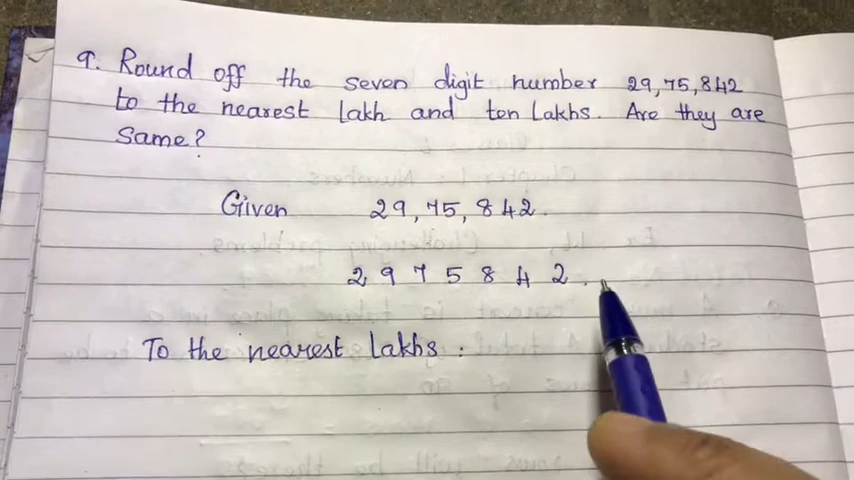 9. Round off the seven digit number 29,75,842
to the nearest lakh and ten lakhs. Are they are
same?
Given 29,75,842.
2 9 7 5 8 4 2.
To the nearest lakhs :